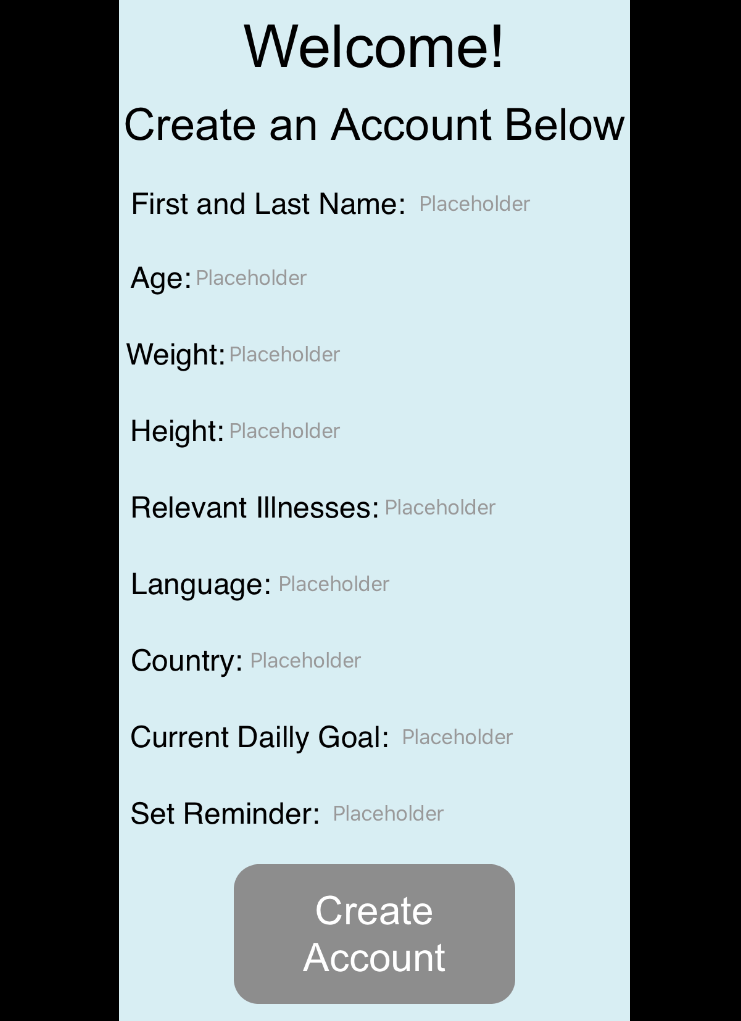 Welcome!
Create an Account Below
First and Last Name: Placeholder
Age: Placeholder
Weight: Placeholder
Height: Placeholder
Relevant Illnesses: Placeholder
Language: Placeholder
Country: Placeholder
Current Dailly Goal: Placeholder
Set Reminder: Placeholder
Create
Account